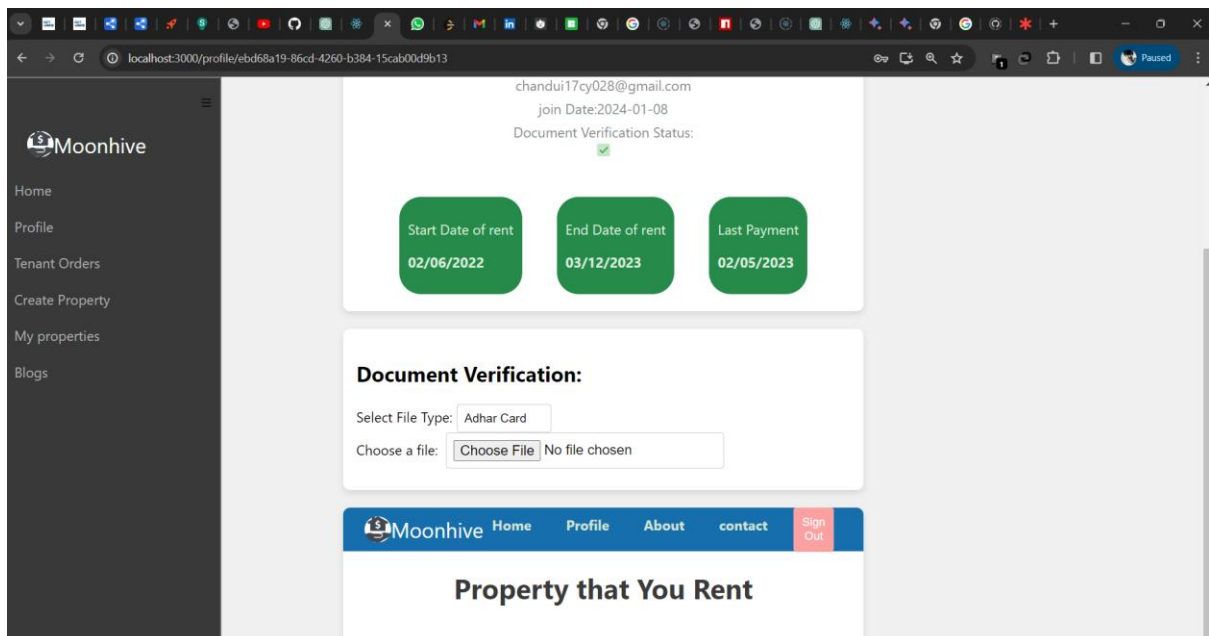 localhost:3000/profile/ebd68a19-86cd-4260-b384-15cab00d9b13
Paused
Moonhive
Home
Profile
Tenant Orders
Create Property
My properties
Blogs
chandui17cy028@gmail.com
join Date:2024-01-08
Document Verification Status:
Start Date of rent
02/06/2022
End Date of rent
03/12/2023
Last Payment
02/05/2023
Document Verification:
Select File Type: Adhar Card
Choose a file: Choose File No file chosen
Moonhive Home Profile About contact Sign
Out
Property that You Rent